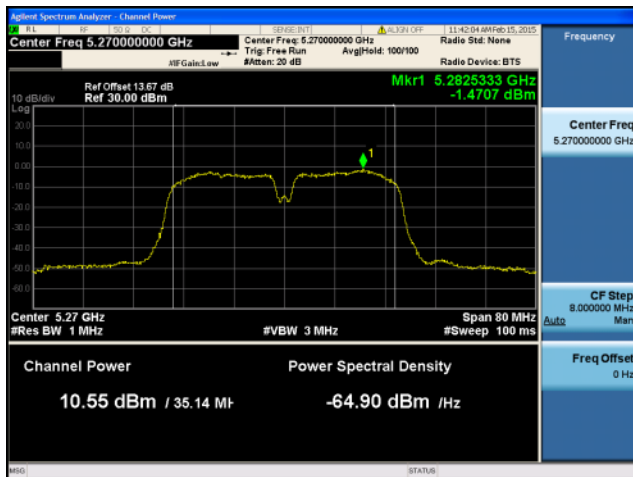 Agilent Spectrum Analyzer - Channel Power
RL RF 50 Ω DC SENSE:INT ALIGN OFF 11:42:04 AM Feb 15, 2015
Center Freq 5.270000000 GHz
Center Freq: 5.270000000 GHz
Radio Std: None
Trig: Free Run Avg|Hold: 100/100
#IFGain:Low #Atten: 20 dB Radio Device: BTS
Ref Offset 13.67 dB
10 dB/div Ref 30.00 dBm
Mkr1 5.2825333 GHz
-1.4707 dBm
Log
20.0
10.0
0.00
-10.0
-20.0
-30.0
-40.0
-50.0
-60.0
1
Center 5.27 GHz Span 80 MHz
#Res BW 1 MHz #VBW 3 MHz #Sweep 100 ms
Channel Power Power Spectral Density
10.55 dBm / 35.14 MH -64.90 dBm /Hz
MSG STATUS
Frequency
Center Freq
5.270000000 GHz
CF Step
8.000000 MHz
Auto Man
Freq Offset
0 Hz